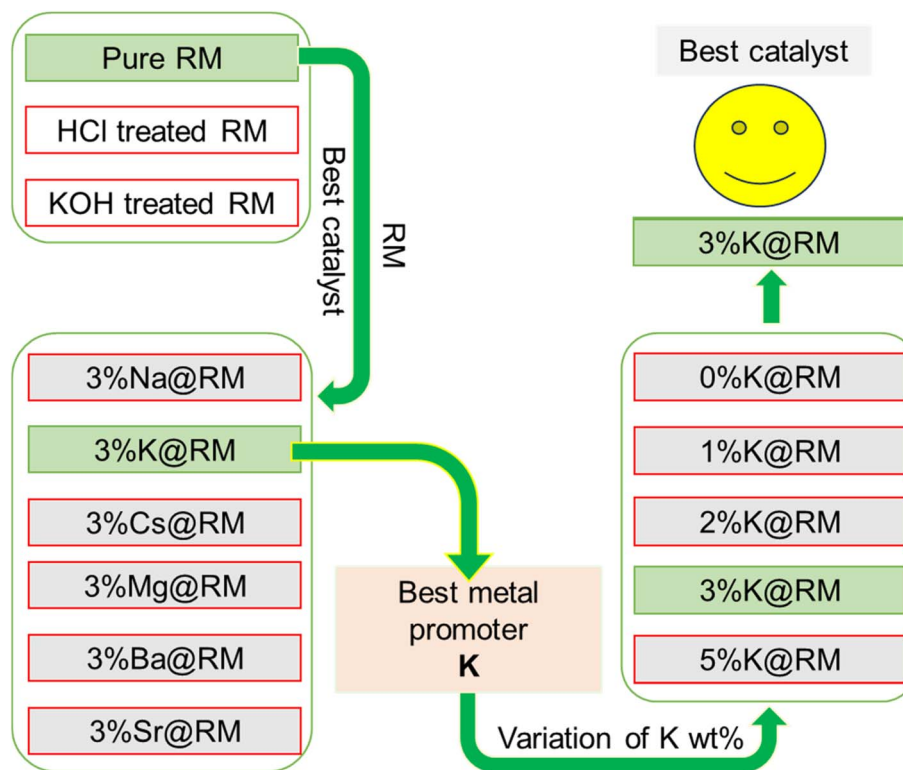 Pure RM
HCl treated RM
KOH treated RM
Best catalyst
RM
3%Na@RM
3%K@RM
3%Cs@RM
3%Mg@RM
3%Ba@RM
3%Sr@RM
Best metal
promoter
K
Variation of K wt%
0%K@RM
1%K@RM
2%K@RM
3%K@RM
5%K@RM
3%K@RM
Best catalyst